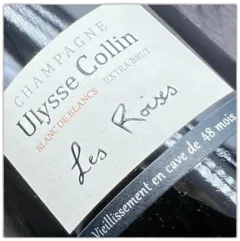 CHAMPAGNE
Ulysse Collin
BLANC DE BLANCS EXTRA BRUT
Les Roises
Vieillissement en cave de 48 mois